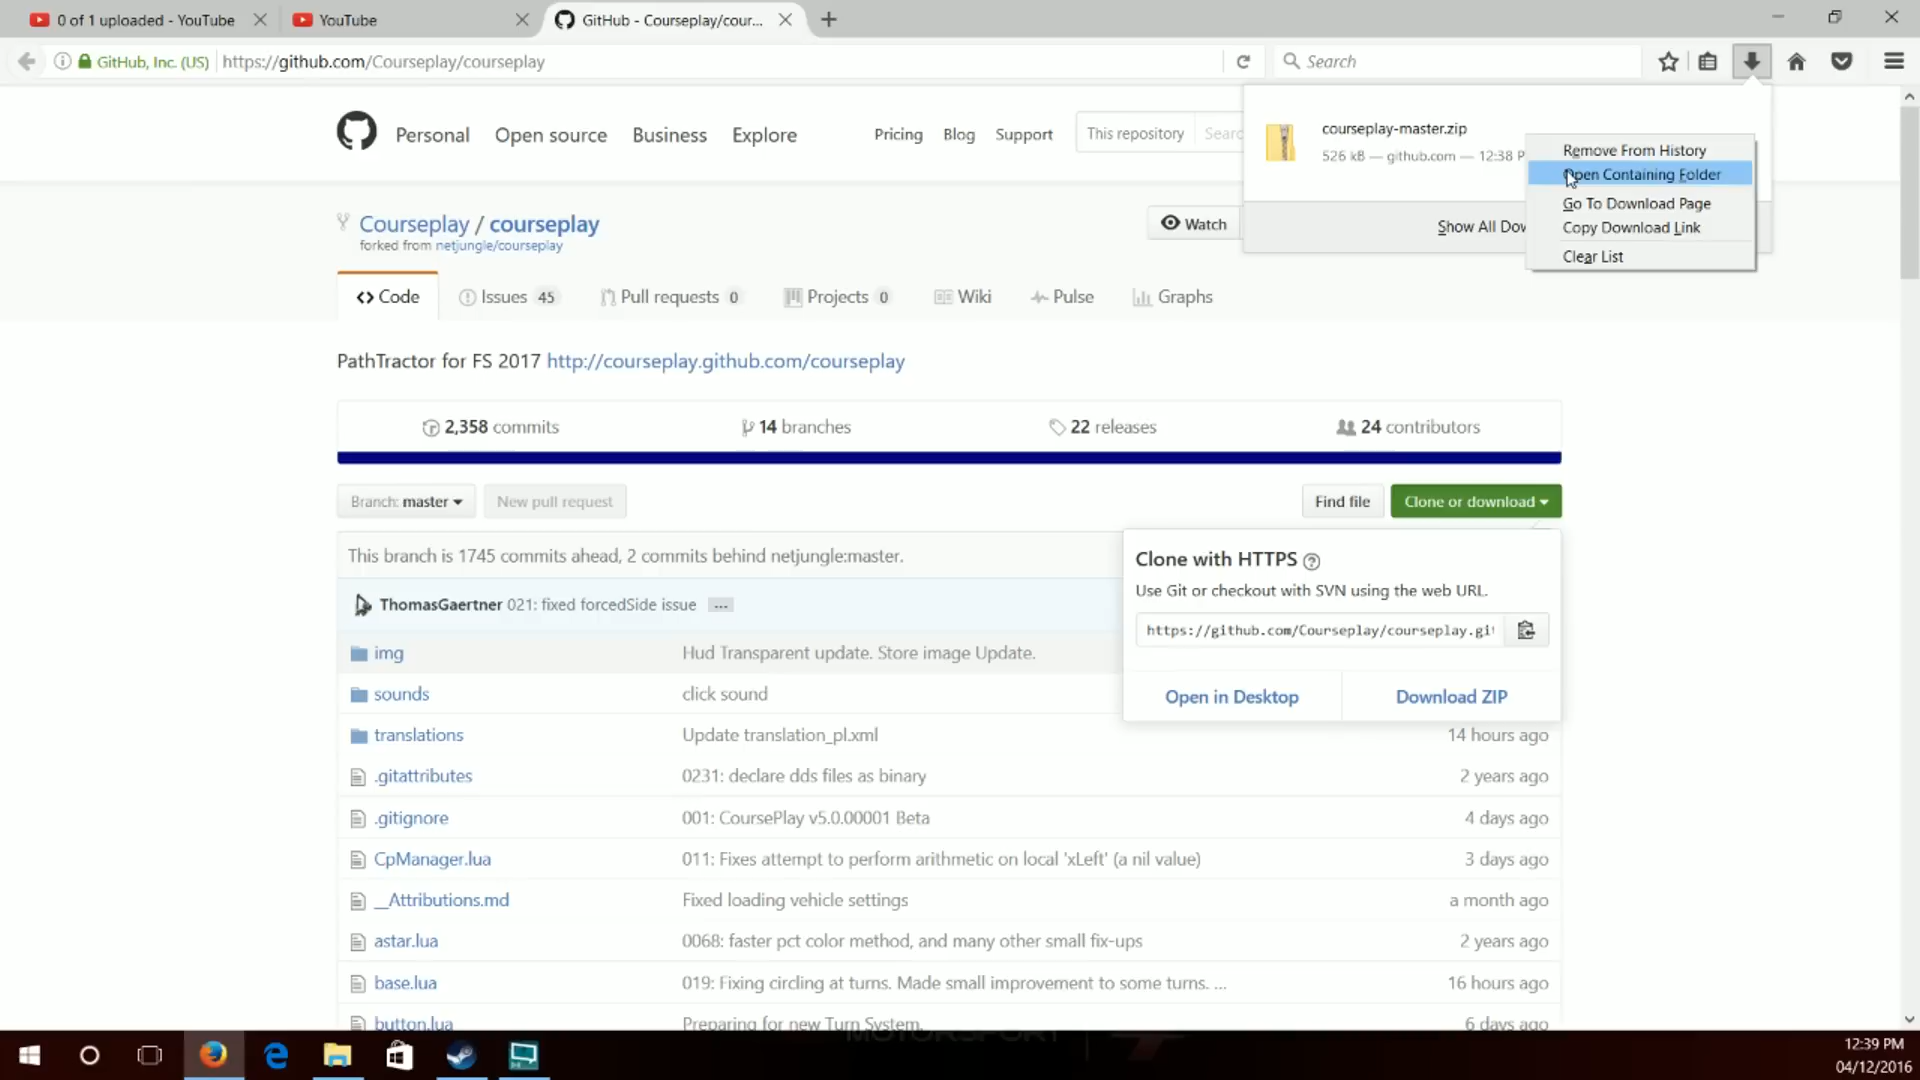 0 of 1 uploaded - YouTube
YouTube
GitHub - Courseplay/cour...
GitHub, Inc. (US)
https://github.com/Courseplay/courseplay
Search
Personal
Open source
Business
Explore
Pricing
Blog
Support
This repository
Searc
courseplay-master.zip
526 kB — github.com — 12:38 P
Show All Dow
Remove From History
Open Containing Folder
Go To Download Page
Copy Download Link
Clear List
Courseplay / courseplay
forked from netjungle/courseplay
Watch
Code
Issues 45
Pull requests 0
Projects 0
Wiki
Pulse
Graphs
PathTractor for FS 2017 http://courseplay.github.com/courseplay
2,358 commits
14 branches
22 releases
24 contributors
Branch: master
New pull request
Find file
Clone or download
This branch is 1745 commits ahead, 2 commits behind netjungle:master.
Clone with HTTPS
Use Git or checkout with SVN using the web URL.
https://github.com/Courseplay/courseplay.git
Open in Desktop
Download ZIP
ThomasGaertner 021: fixed forcedSide issue ...
img Hud Transparent update. Store image Update.
sounds click sound
translations Update translation_pl.xml 14 hours ago
.gitattributes 0231: declare dds files as binary 2 years ago
.gitignore 001: CoursePlay v5.0.00001 Beta 4 days ago
CpManager.lua 011: Fixes attempt to perform arithmetic on local 'xLeft' (a nil value) 3 days ago
__Attributions.md Fixed loading vehicle settings a month ago
astar.lua 0068: faster pct color method, and many other small fix-ups 2 years ago
base.lua 019: Fixing circling at turns. Made small improvement to some turns. ... 16 hours ago
button.lua Preparing for new Turn System. 6 days ago
MOTORSPORT
12:39 PM
04/12/2016